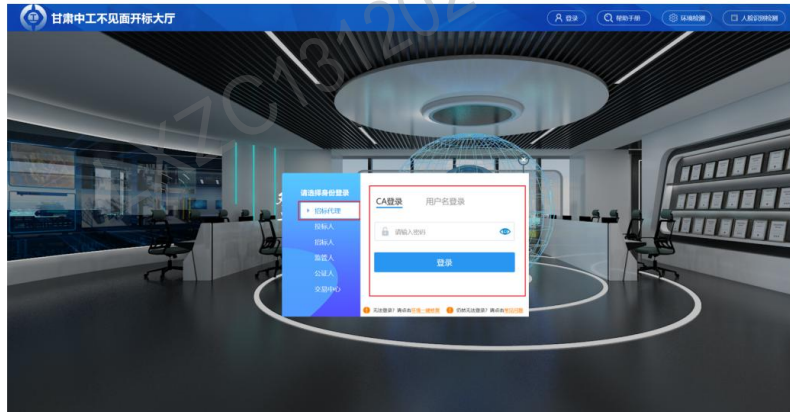 甘肃中工不见面开标大厅
登录
帮助手册
环境检测
人脸识别检测
请选择身份登录
招标代理
投标人
招标人
监管人
公证人
交易中心
CA登录 用户名登录
请输入密码
登录
无法登录？请点击
仍然无法登录？请点击